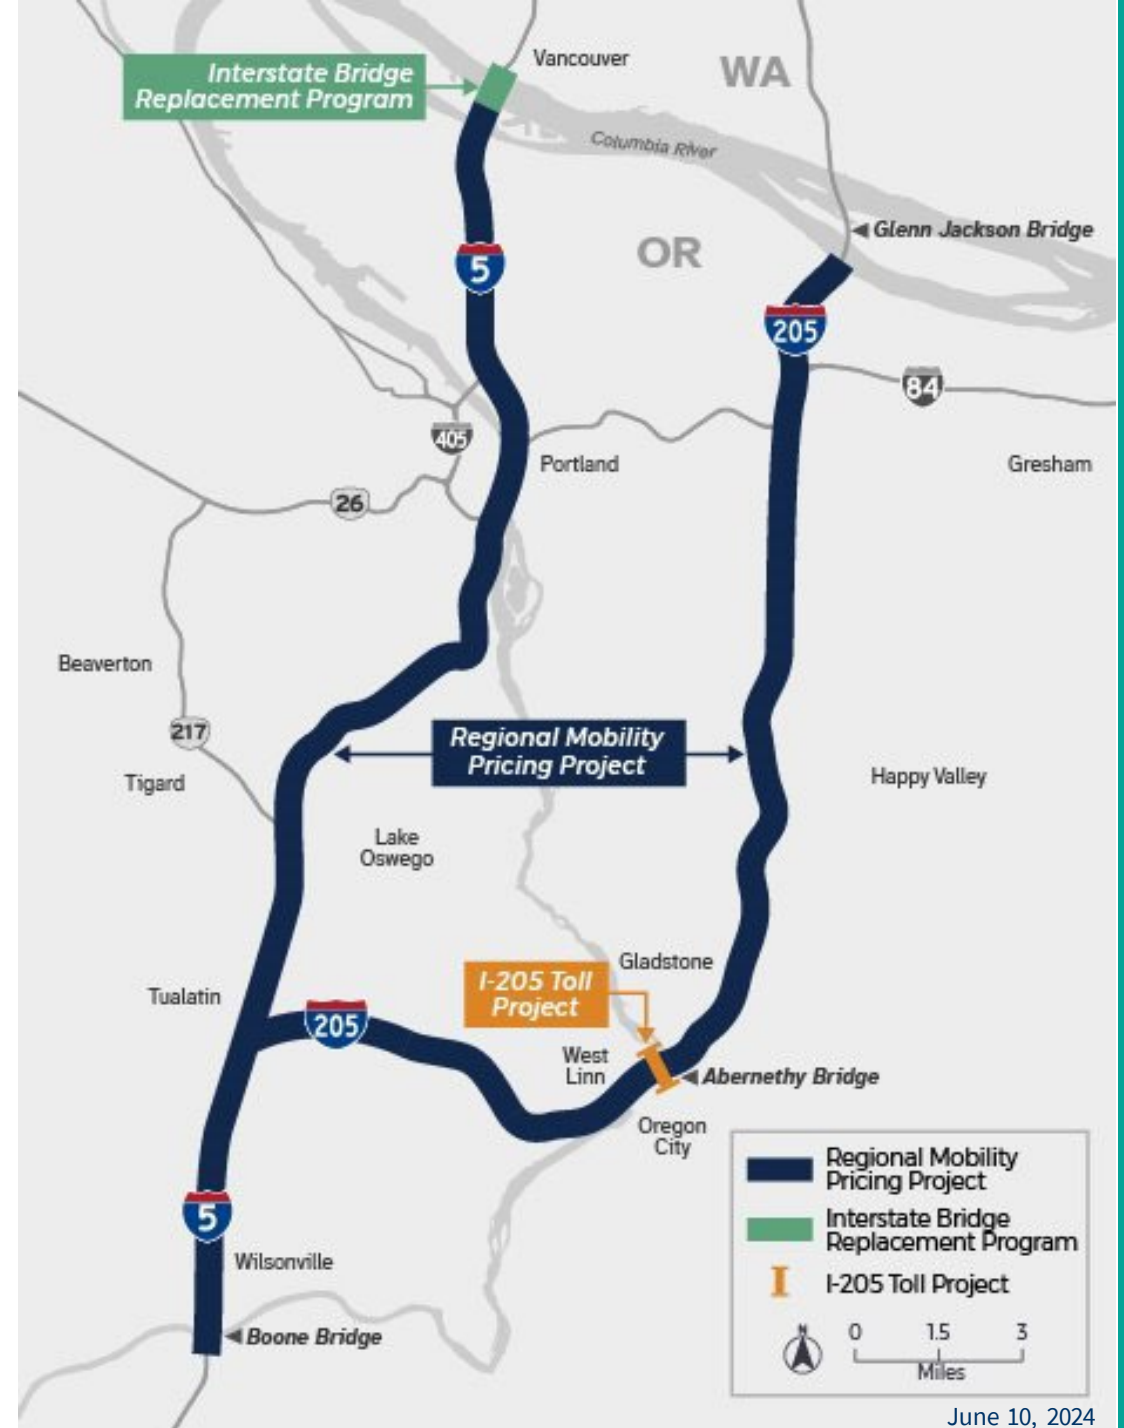 Vancouver
WA
Interstate Bridge
Replacement Program
Columbia River
Glenn Jackson Bridge
OR
5
205
84
405
Portland
Gresham
26
Beaverton
217
Regional Mobility
Pricing Project
Tigard
Happy Valley
Lake
Oswego
Gladstone
I-205 Toll
Project
Tualatin
205
West
Linn
Abernethy Bridge
Oregon
City
5
Wilsonville
Boone Bridge
Regional Mobility
Pricing Project
Interstate Bridge
Replacement Program
I-205 Toll Project
N
0 1.5 3
Miles
June 10, 2024